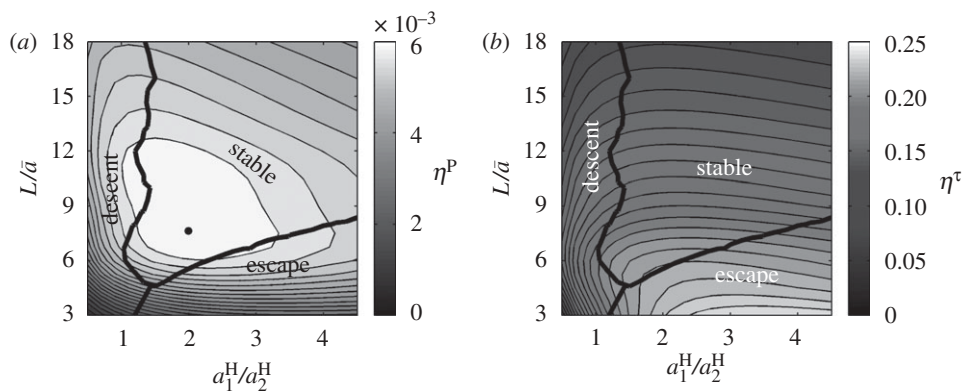 × 10⁻³
(a) 18 15 12 9 6 3
L/ā
descent
stable
escape
1 2 3 4
a₁ᴴ/a₂ᴴ
6 4 2 0
ηᴾ
(b) 18 15 12 9 6 3
L/ā
descent
stable
escape
1 2 3 4
a₁ᴴ/a₂ᴴ
0.25 0.20 0.15 0.10 0.05 0
η^τ